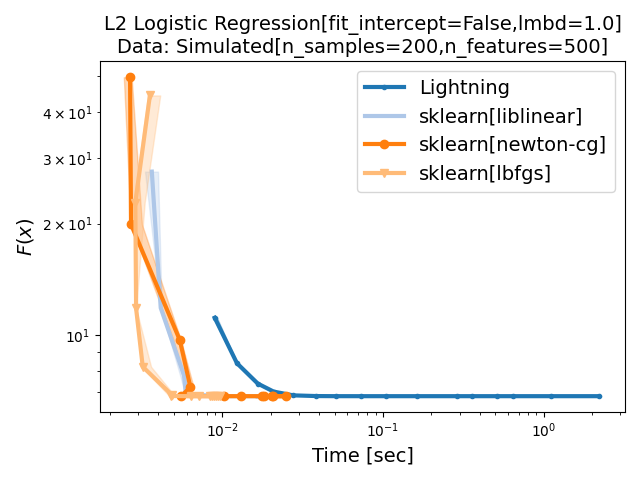 L2 Logistic Regression[fit_intercept=False,lmbd=1.0]
Data: Simulated[n_samples=200,n_features=500]
Lightning
sklearn[liblinear]
sklearn[newton-cg]
sklearn[lbfgs]
4 × 10¹
3 × 10¹
2 × 10¹
10¹
F(x)
10⁻²
10⁻¹
10⁰
Time [sec]